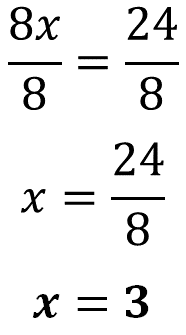 8x/8 = 24/8
x = 24/8
x = 3